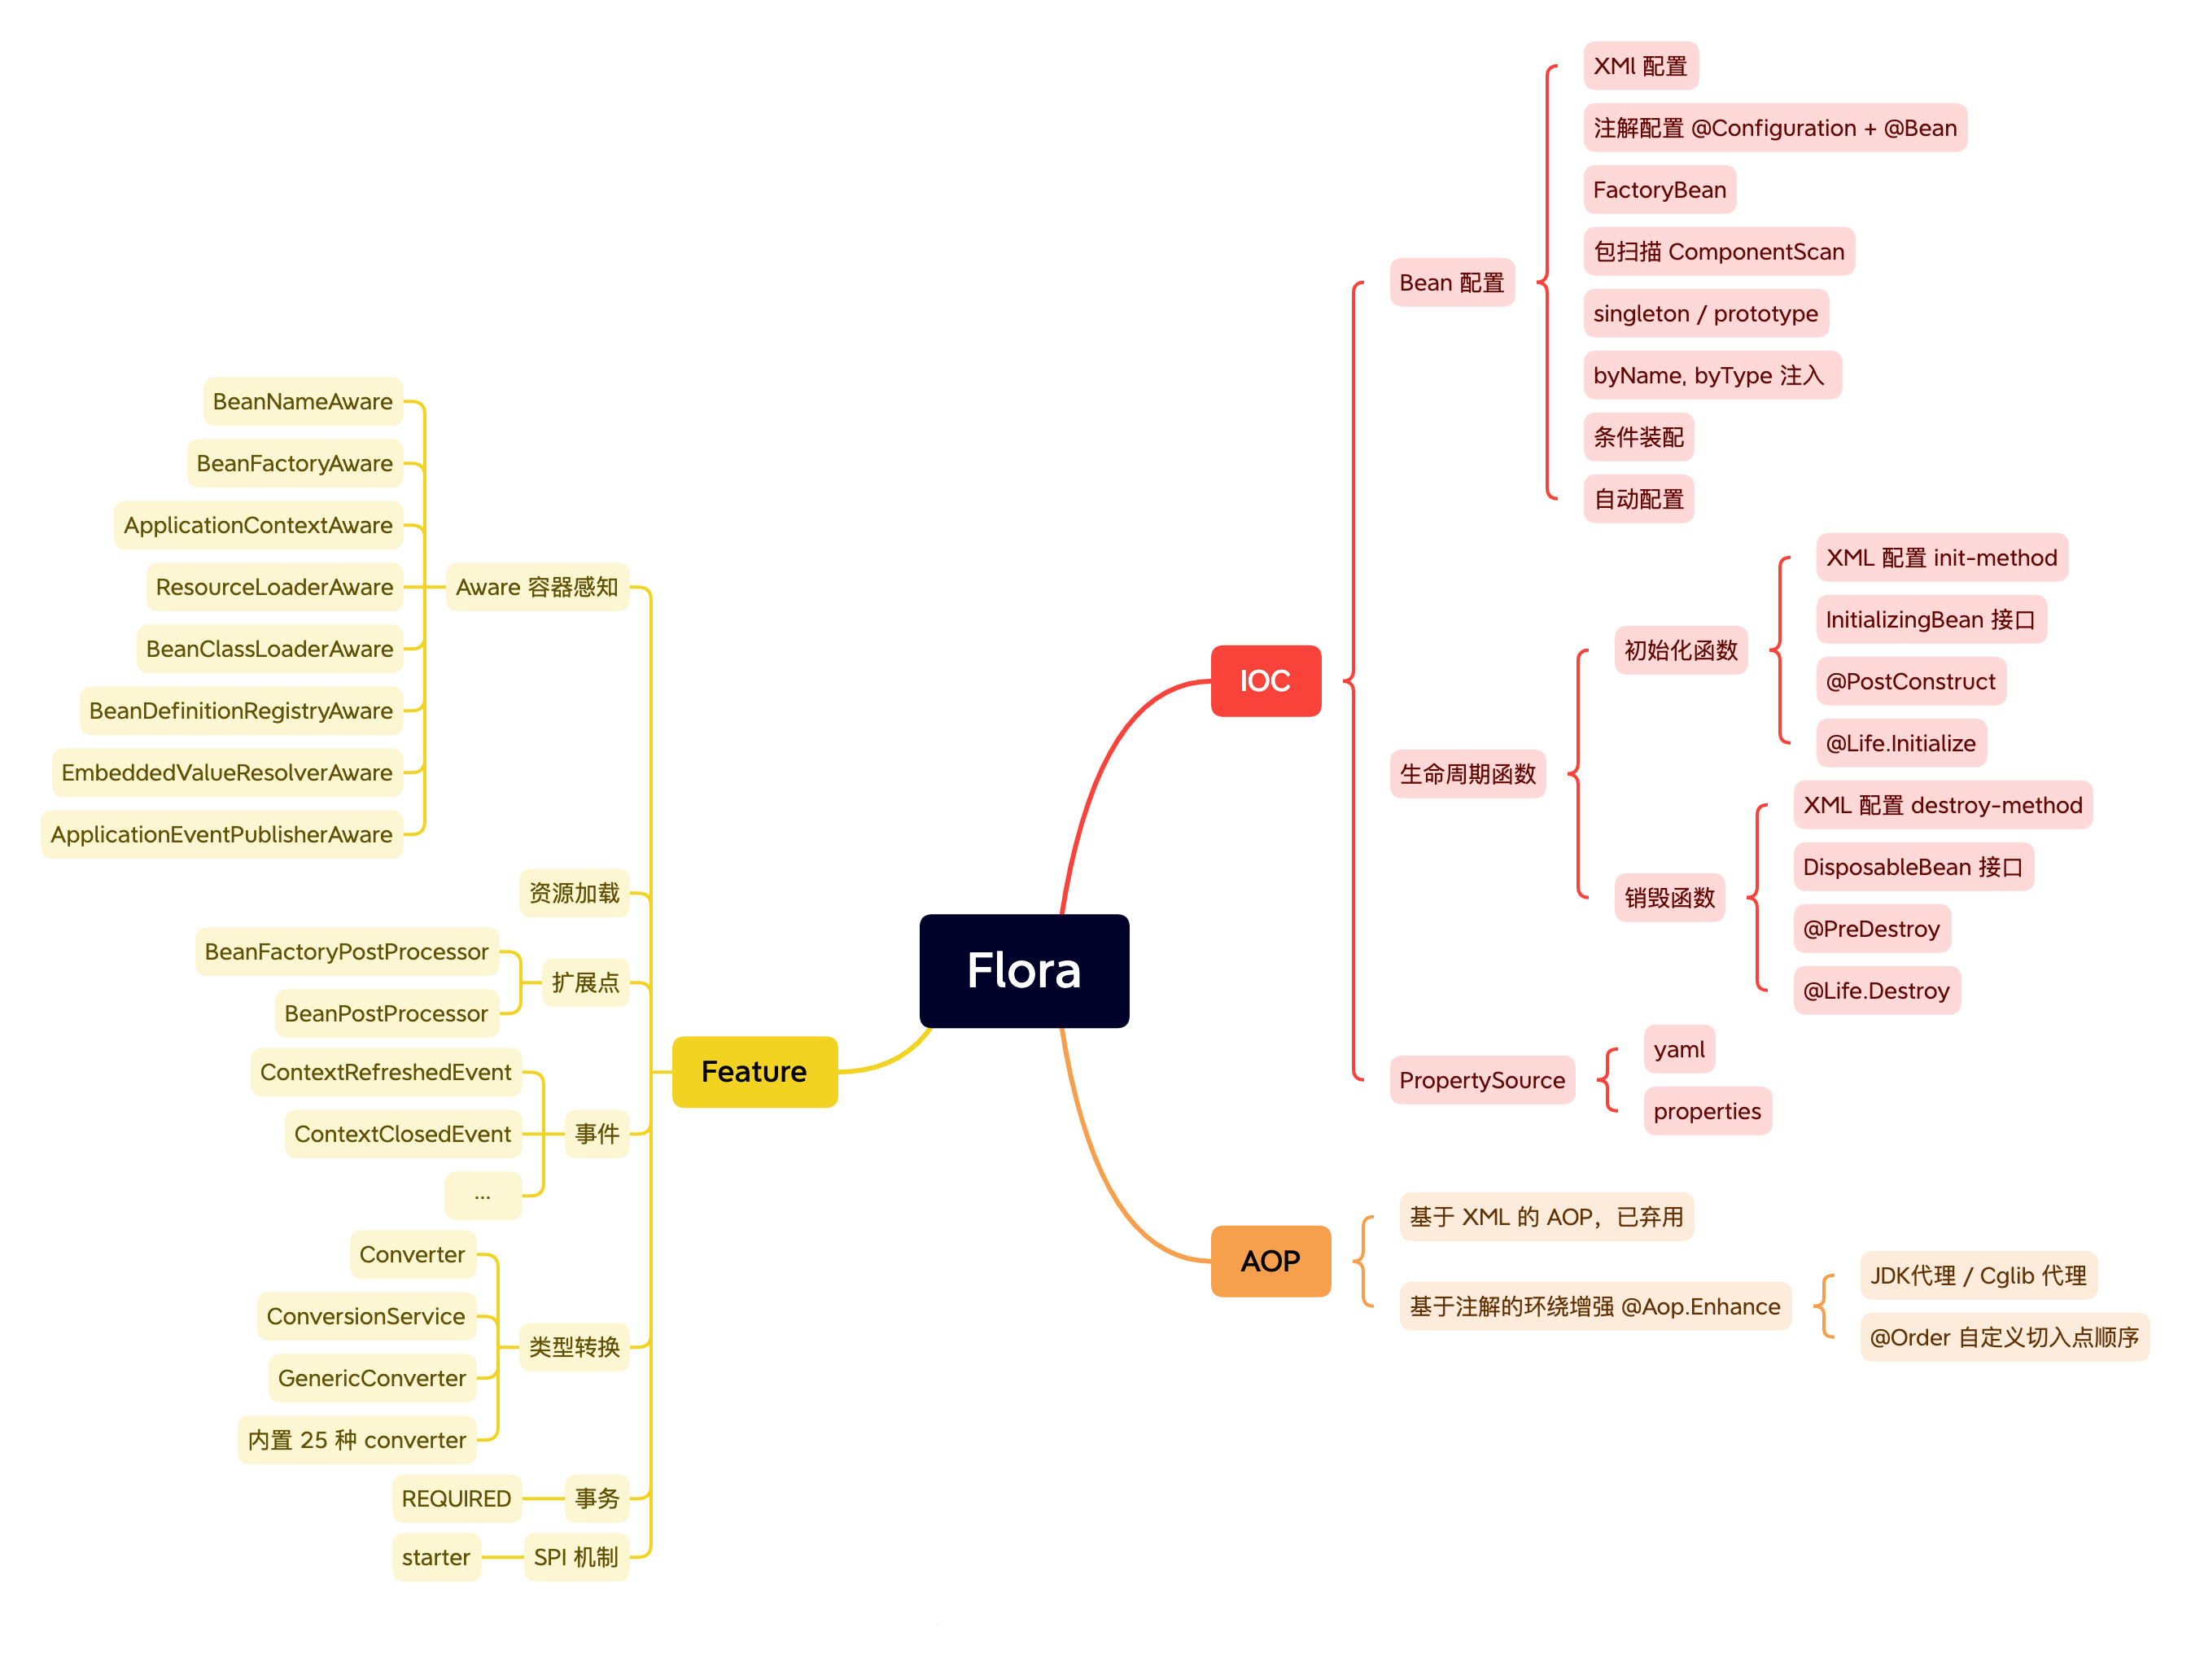 Flora
IOC
Bean 配置
XMl 配置
注解配置 @Configuration + @Bean
FactoryBean
包扫描 ComponentScan
singleton / prototype
byName, byType 注入
条件装配
自动配置
生命周期函数
初始化函数
XML 配置 init-method
InitializingBean 接口
@PostConstruct
@Life.Initialize
销毁函数
XML 配置 destroy-method
DisposableBean 接口
@PreDestroy
@Life.Destroy
PropertySource
yaml
properties
AOP
基于 XML 的 AOP，已弃用
基于注解的环绕增强 @Aop.Enhance
JDK代理 / Cglib 代理
@Order 自定义切入点顺序
Feature
Aware 容器感知
BeanNameAware
BeanFactoryAware
ApplicationContextAware
ResourceLoaderAware
BeanClassLoaderAware
BeanDefinitionRegistryAware
EmbeddedValueResolverAware
ApplicationEventPublisherAware
资源加载
扩展点
BeanFactoryPostProcessor
BeanPostProcessor
事件
ContextRefreshedEvent
ContextClosedEvent
...
类型转换
Converter
ConversionService
GenericConverter
内置 25 种 converter
事务
REQUIRED
SPI 机制
starter